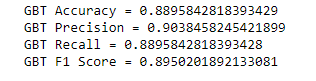 GBT Accuracy = 0.8895842818393429
GBT Precision = 0.9038458245421899
GBT Recall = 0.8895842818393428
GBT F1 Score = 0.8950201892133081